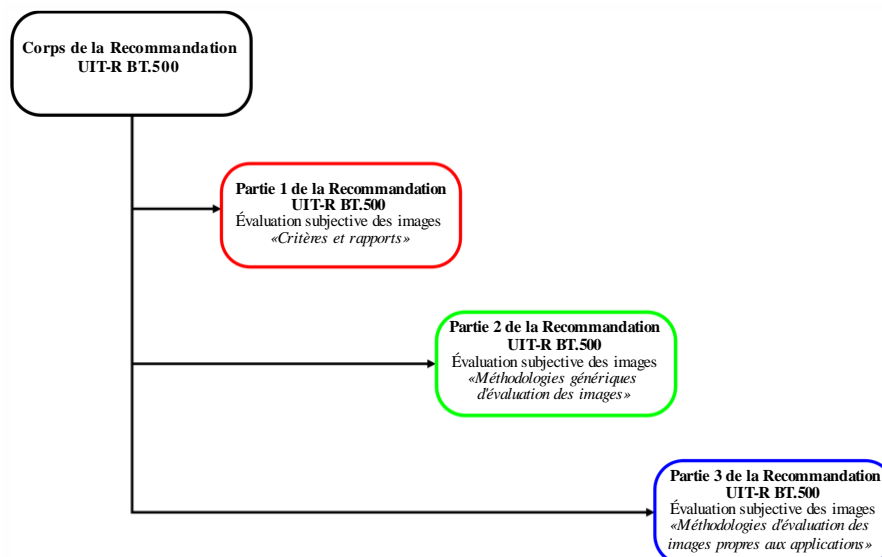 Corps de la Recommandation
UIT-R BT.500
Partie 1 de la Recommandation
UIT-R BT.500
Évaluation subjective des images
«Critères et rapports»
Partie 2 de la Recommandation
UIT-R BT.500
Évaluation subjective des images
«Méthodologies génériques
d'évaluation des images»
Partie 3 de la Recommandation
UIT-R BT.500
Évaluation subjective des images
«Méthodologies d'évaluation des
images propres aux applications»